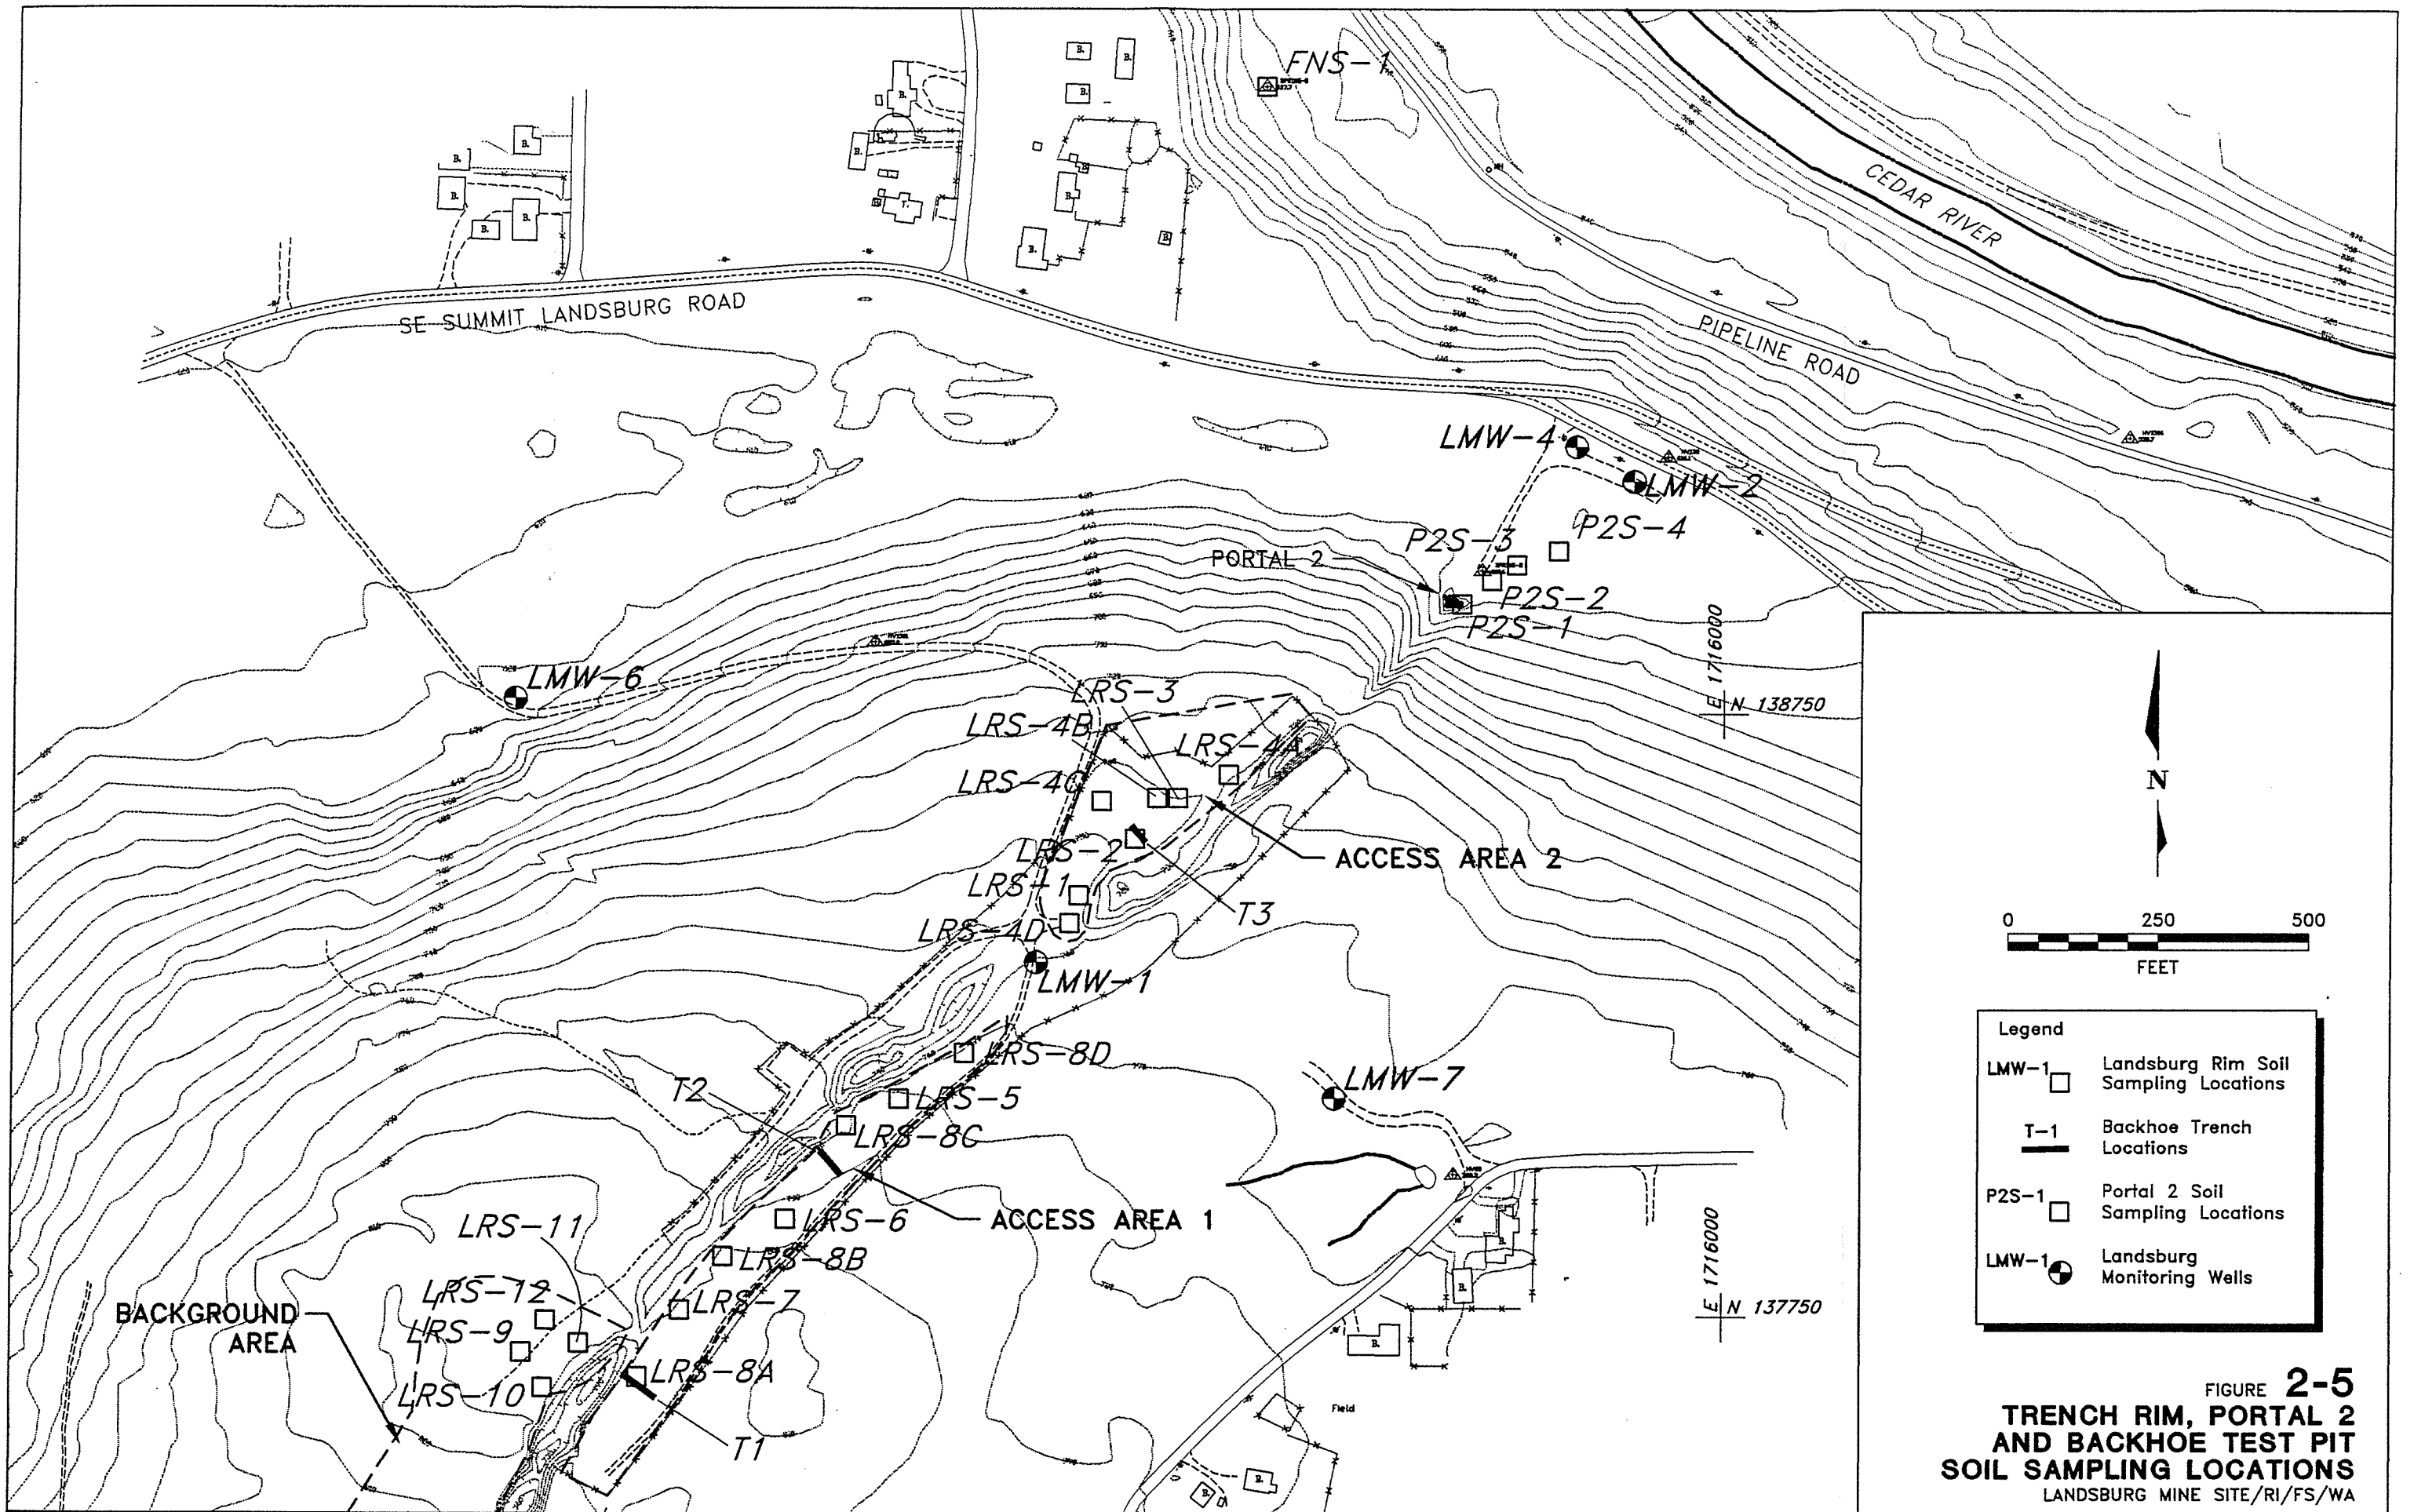 FNS-1
CEDAR RIVER
SE SUMMIT LANDSBURG ROAD
PIPELINE ROAD
LMW-4
LMW-2
P2S-4
P2S-3
PORTAL 2
P2S-2
P2S-1
E 1716000
N 138750
LMW-6
LRS-3
LRS-4B
LRS-4A
LRS-4C
LRS-2
ACCESS AREA 2
LRS-1
T3
LRS-4D
LMW-1
LRS-8D
T2
LMW-7
LRS-5
LRS-8C
LRS-6
ACCESS AREA 1
LRS-11
LRS-8B
E 1716000
N 137750
LRS-12
LRS-7
BACKGROUND
AREA
LRS-9
LRS-8A
LRS-10
T1
Field
N
0 250 500
FEET
Legend
LMW-1 Landsburg Rim Soil
Sampling Locations
T-1 Backhoe Trench
Locations
P2S-1 Portal 2 Soil
Sampling Locations
LMW-1 Landsburg
Monitoring Wells
FIGURE 2-5
TRENCH RIM, PORTAL 2
AND BACKHOE TEST PIT
SOIL SAMPLING LOCATIONS
LANDSBURG MINE SITE/RI/FS/WA